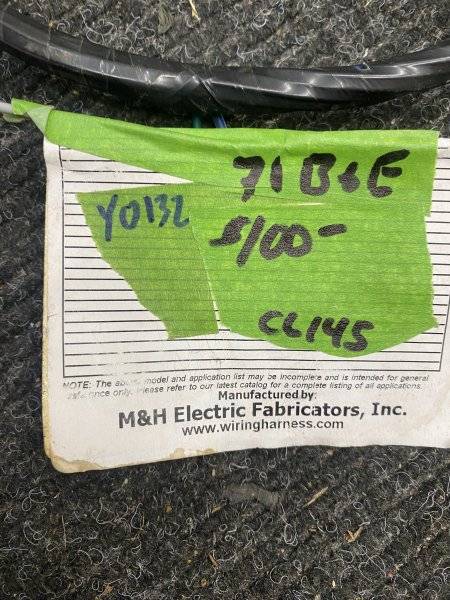 71 B&E
Y0132
$100-
CL145
NOTE: The above model and application list may be incomplete and is intended for general
reference only. Please refer to our latest catalog for a complete listing of all applications.
Manufactured by:
M&H Electric Fabricators, Inc.
www.wiringharness.com